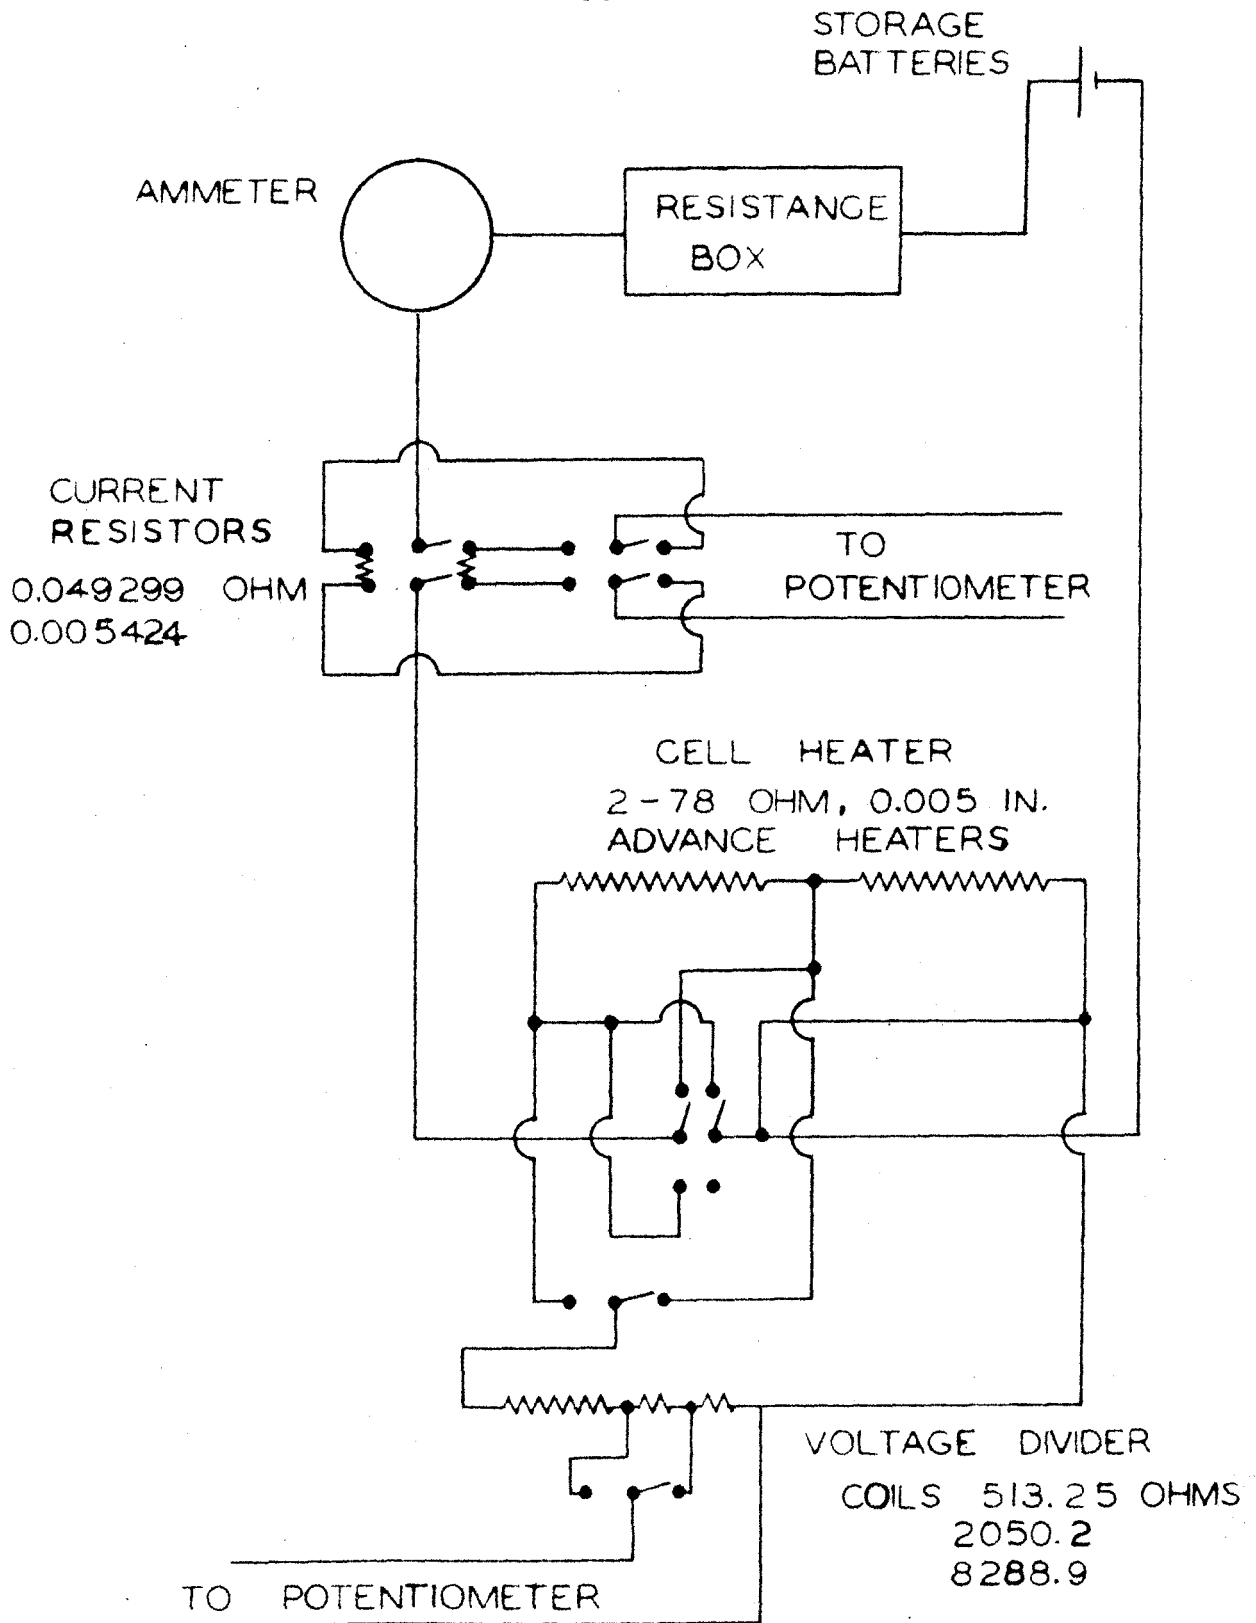 STORAGE
BATTERIES
AMMETER
RESISTANCE
BOX
CURRENT
RESISTORS
0.049299 OHM
0.005424
TO
POTENTIOMETER
CELL HEATER
2-78 OHM, 0.005 IN.
ADVANCE HEATERS
VOLTAGE DIVIDER
COILS 513.25 OHMS
2050.2
8288.9
TO POTENTIOMETER